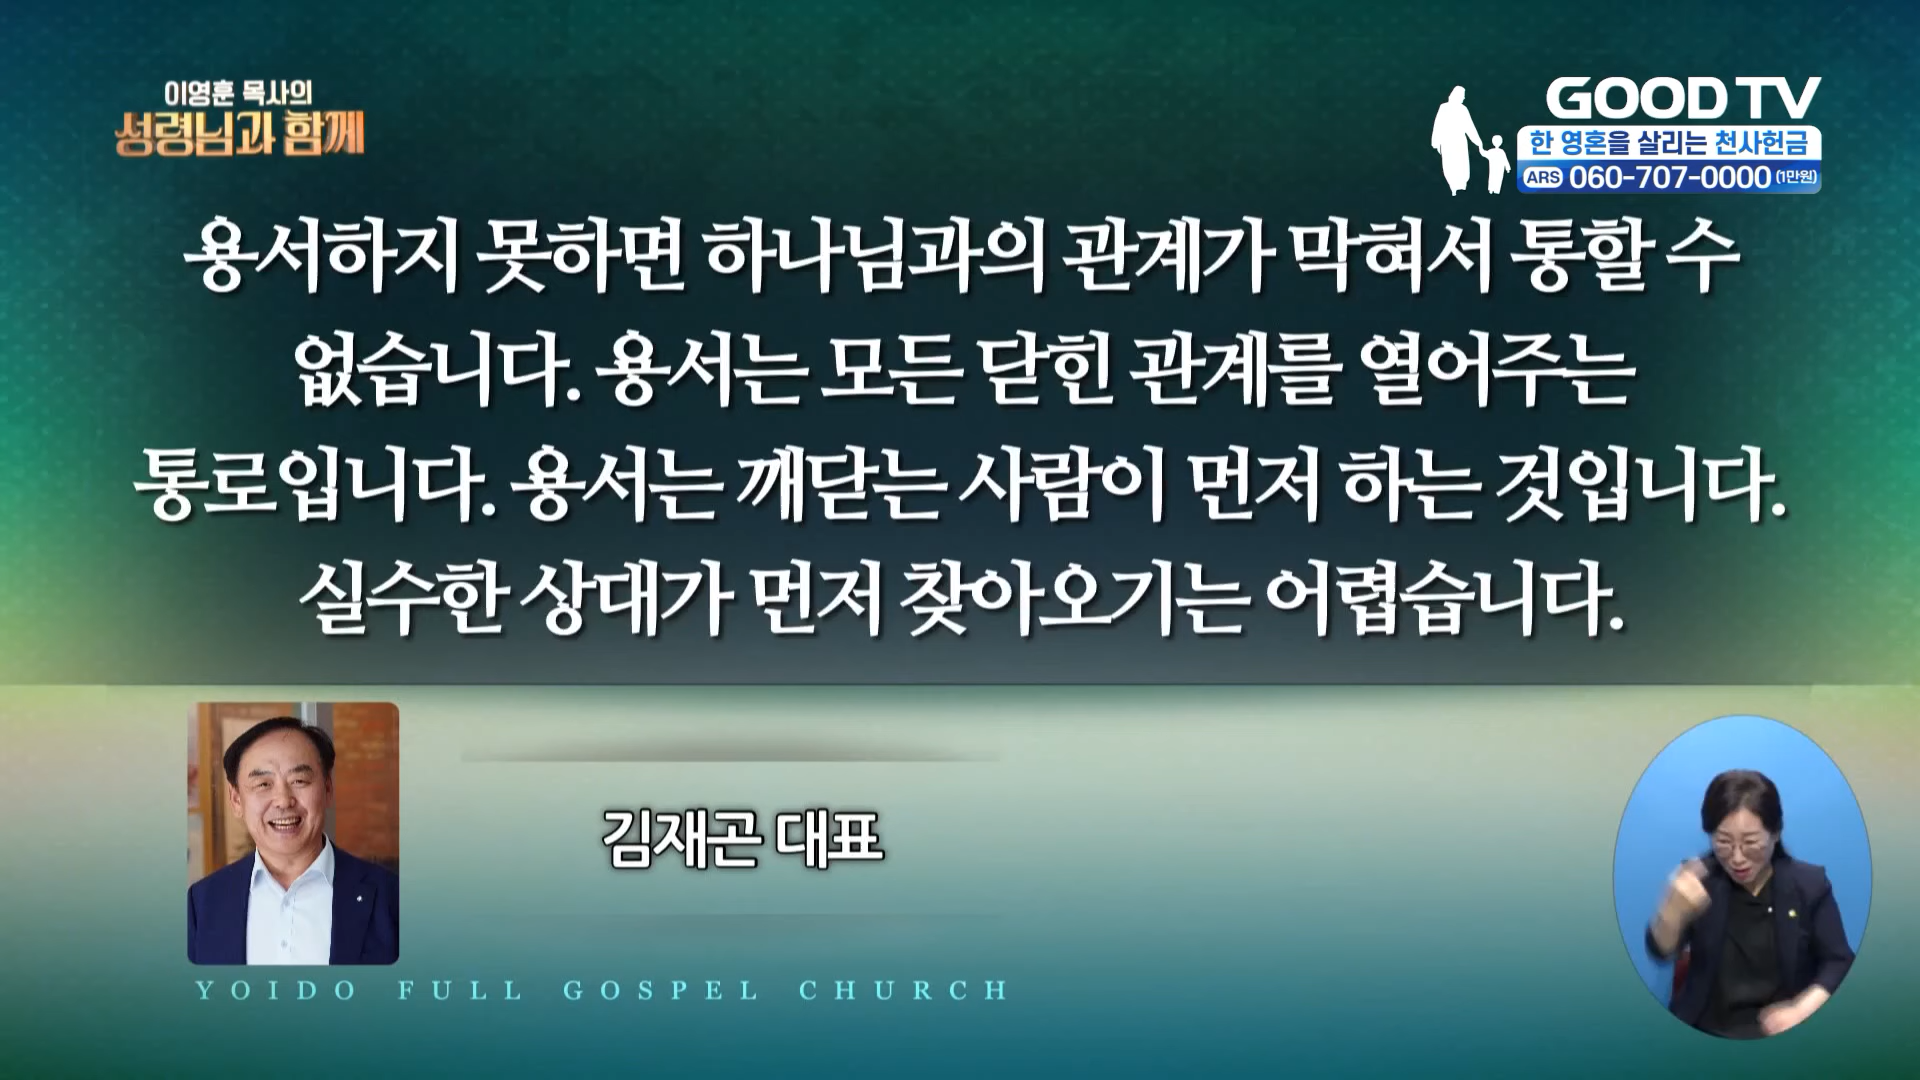 이영훈 목사의
성령님과 함께
GOOD TV
한 영혼을 살리는 천사헌금
ARS 060-707-0000 (1만원)
용서하지 못하면 하나님과의 관계가 막혀서 통할 수
없습니다. 용서는 모든 닫힌 관계를 열어주는
통로입니다. 용서는 깨닫는 사람이 먼저 하는 것입니다.
실수한 상대가 먼저 찾아오기는 어렵습니다.
김재곤 대표
YOIDO FULL GOSPEL CHURCH